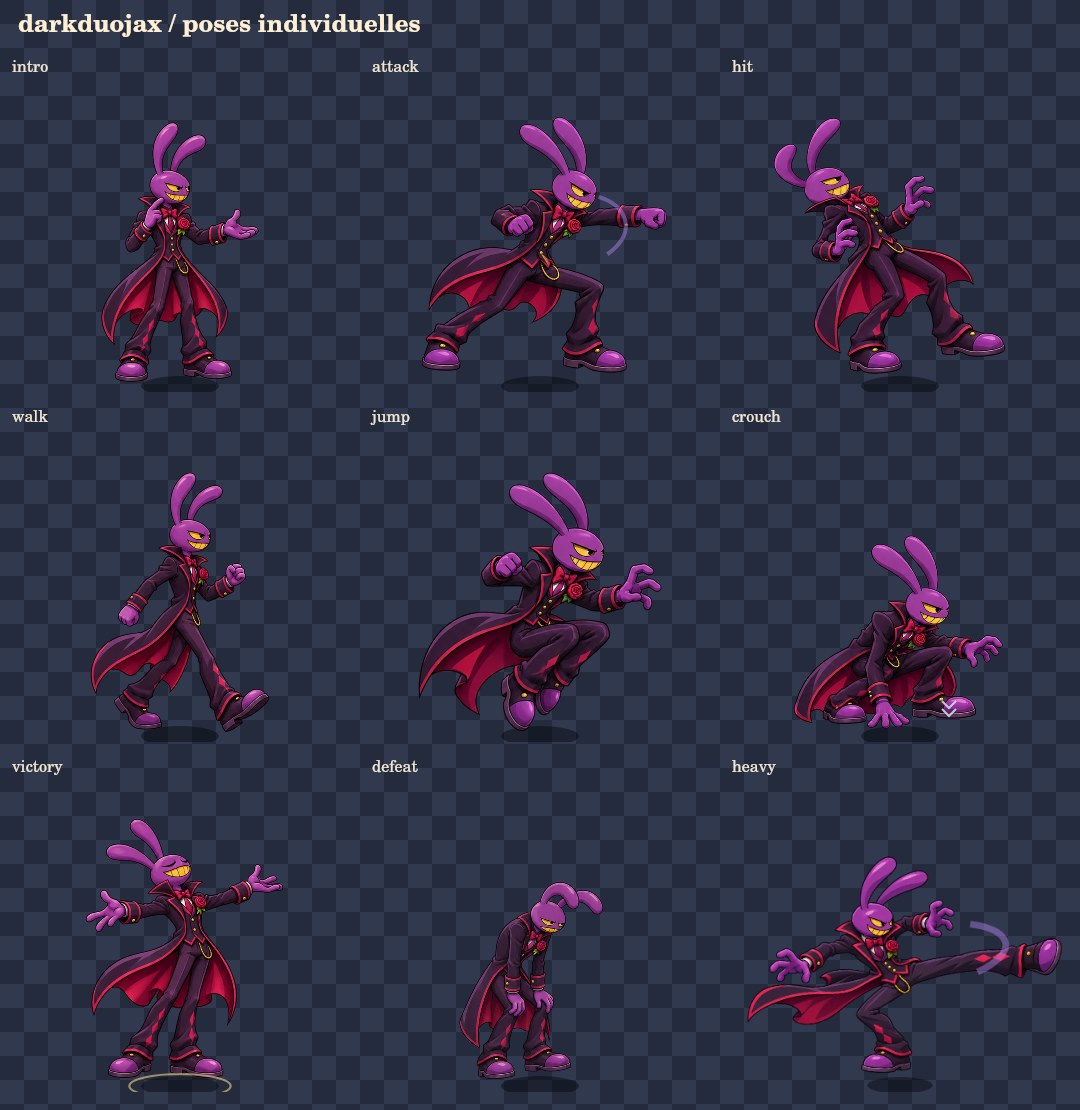 darkduojax / poses individuelles
intro
attack
hit
walk
jump
crouch
victory
defeat
heavy